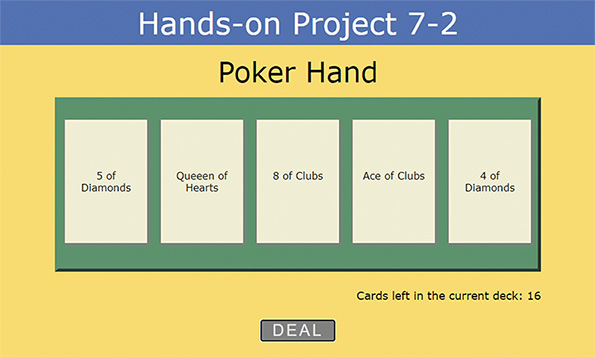 Hands-on Project 7-2
Poker Hand
5 of
Diamonds
Queeen of
Hearts
8 of Clubs
Ace of Clubs
4 of
Diamonds
Cards left in the current deck: 16
DEAL